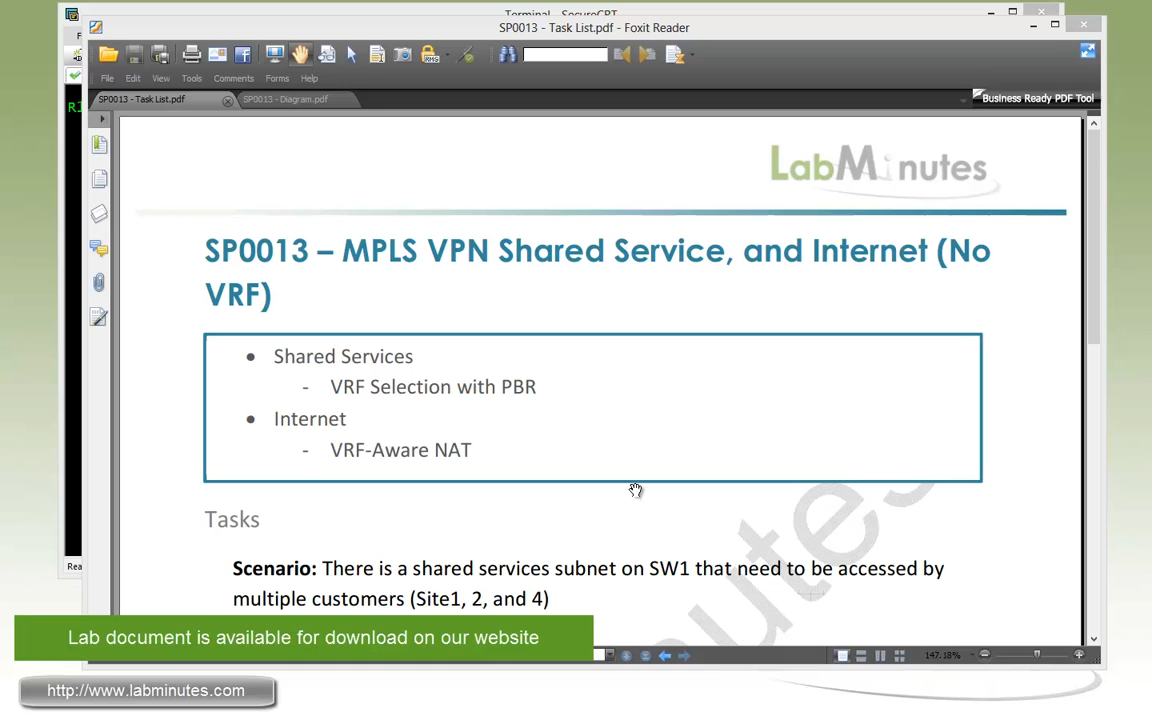 Terminal - SecureCRT
SP0013 - Task List.pdf - Foxit Reader
RMS
File Edit View Tools Comments Forms Help
SP0013 - Task List.pdf
SP0013 - Diagram.pdf
Business Ready PDF Tool
R1
LabMinutes
SP0013 – MPLS VPN Shared Service, and Internet (No
VRF)
• Shared Services
- VRF Selection with PBR
• Internet
- VRF-Aware NAT
Tasks
Scenario: There is a shared services subnet on SW1 that need to be accessed by
multiple customers (Site1, 2, and 4)
Rea
Lab document is available for download on our website
147.18%
http://www.labminutes.com